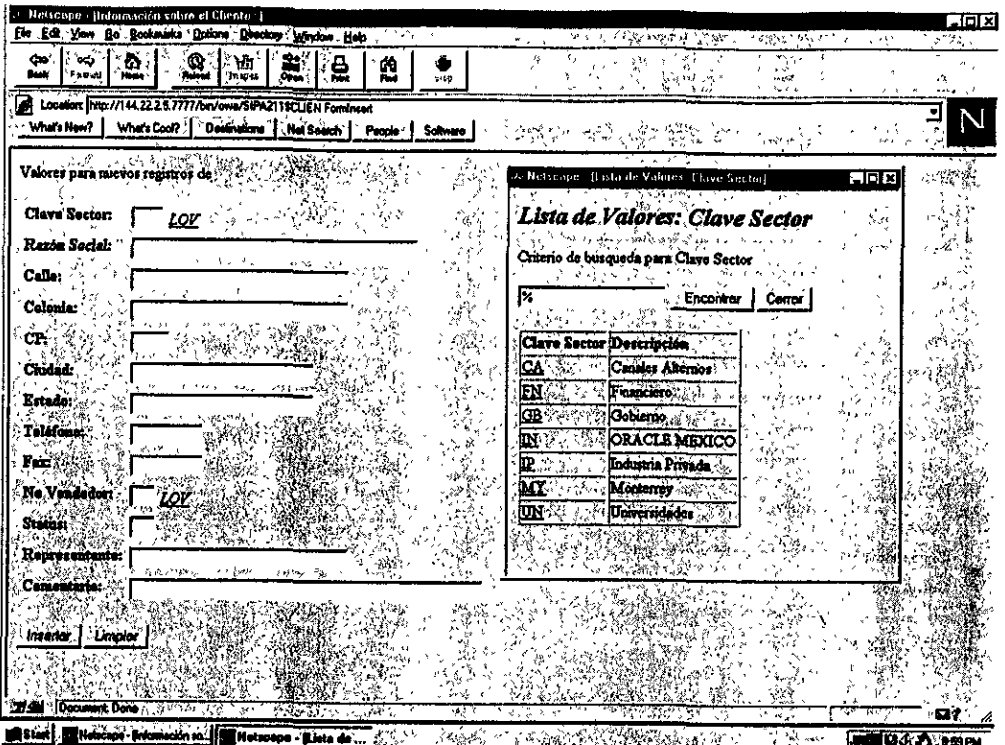 Netscape - [Información sobre el Cliente]
File Edit View Go Bookmarks Options Directory Window Help
Back Forward Home Reload Images Open Print Find Stop
Location: http://144.22.2.5.7777/bn/owa/SIPA211$CLIEN FormInsert
What's New? What's Cool? Destinations Net Search People Software
N
Valores para nuevos registros de
Clave Sector: LOV
Razón Social:
Calle:
Colonia:
CP:
Ciudad:
Estado:
Teléfono:
Fax:
No Vendedor: LOV
Status:
Representante:
Comentario:
Insertar Limpiar
Netscape - [Lista de Valores: Clave Sector]
Lista de Valores: Clave Sector
Criterio de busqueda para Clave Sector
% Encontrar Cerrar
Clave Sector Descripción
CA Canales Alternos
FN Financiero
GB Gobierno
IN ORACLE MEXICO
IP Industria Privada
MY Monterrey
UN Universidades
Document: Done
Start Netscape - [Información so... Netscape - [Lista de ... 9:50 PM